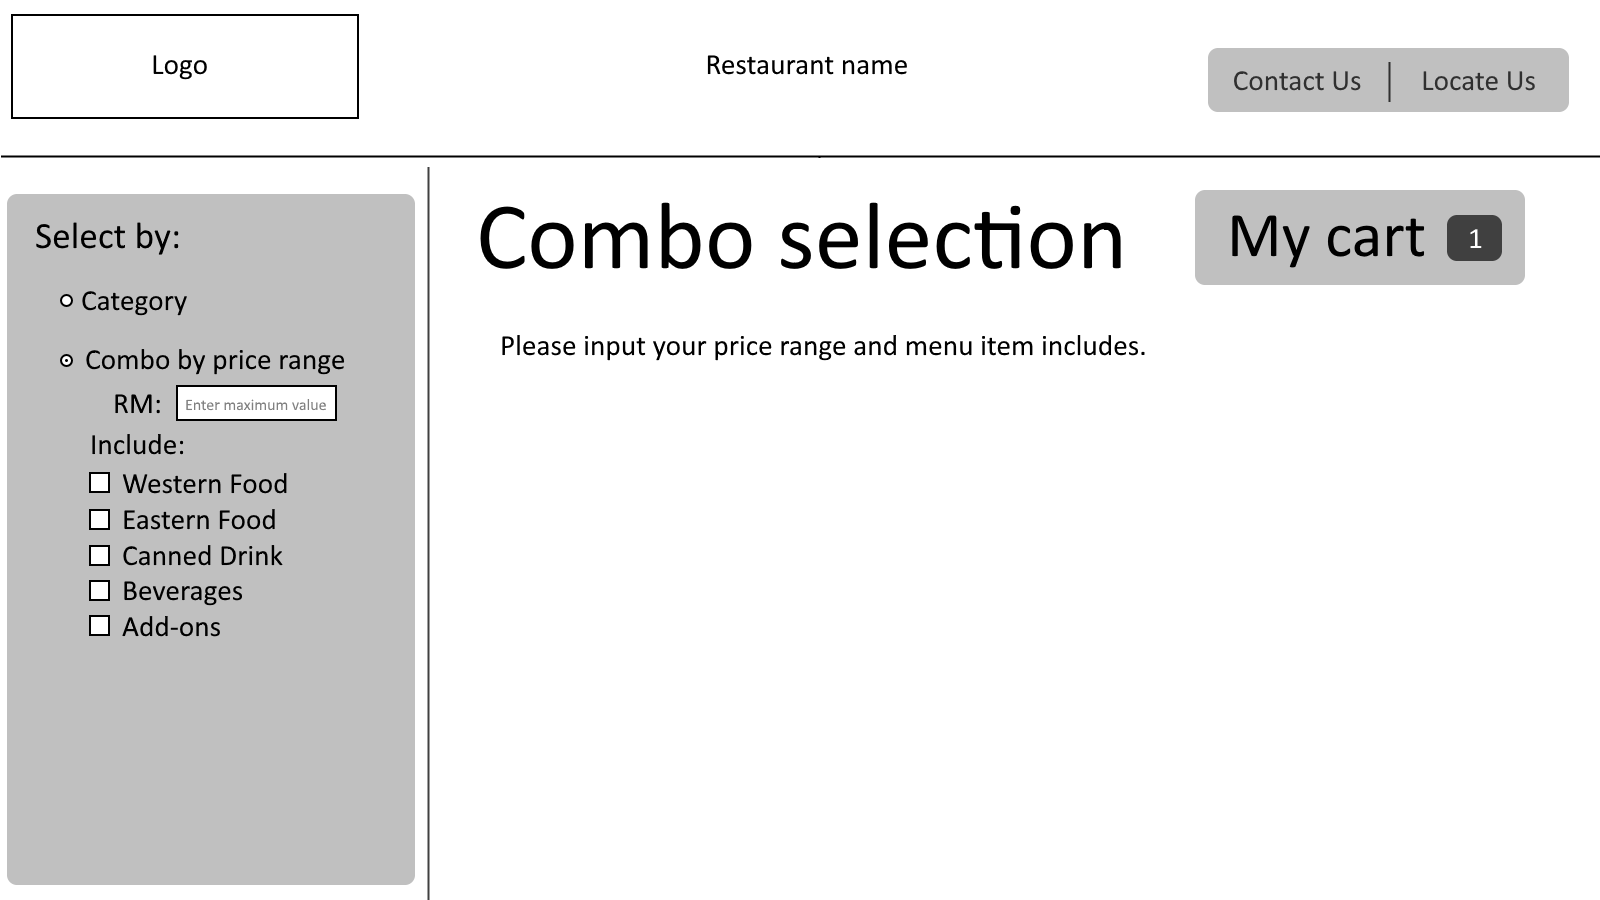 Logo
Restaurant name
Contact Us
Locate Us
Select by:
Category
Combo by price range
RM: Enter maximum value
Include:
Western Food
Eastern Food
Canned Drink
Beverages
Add-ons
Combo selection
My cart 1
Please input your price range and menu item includes.